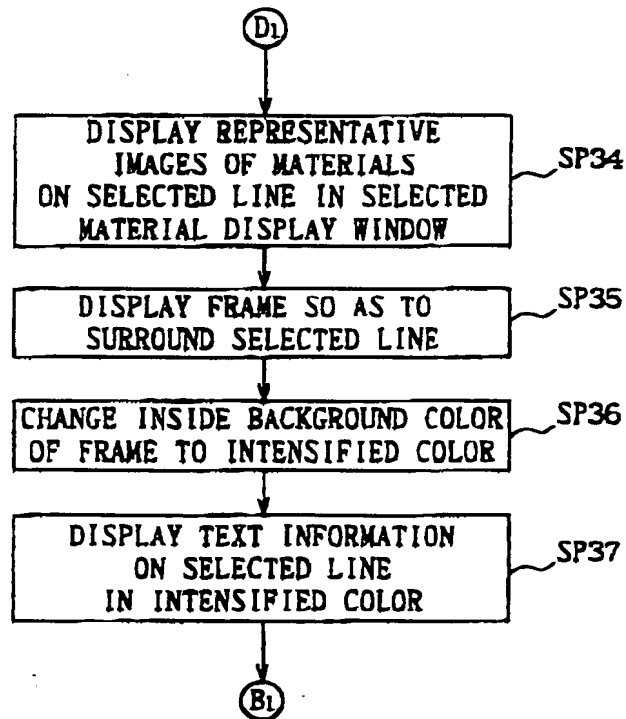 D1
DISPLAY REPRESENTATIVE
IMAGES OF MATERIALS
ON SELECTED LINE IN SELECTED
MATERIAL DISPLAY WINDOW
SP34
DISPLAY FRAME SO AS TO
SURROUND SELECTED LINE
SP35
CHANGE INSIDE BACKGROUND COLOR
OF FRAME TO INTENSIFIED COLOR
SP36
DISPLAY TEXT INFORMATION
ON SELECTED LINE
IN INTENSIFIED COLOR
SP37
B1